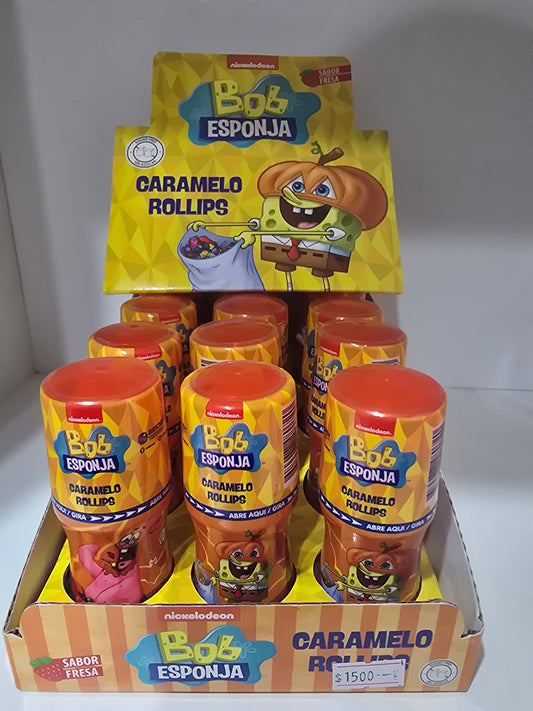 nickelodeon
Bob
ESPONJA
SABOR
FRESA
CARAMELO
ROLLIPS
nickelodeon
Bob
ESPONJA
CARAMELO
ROLLIPS
ABRE AQUI / GIRA
nickelodeon
Bob
ESPONJA
CARAMELO
ROLLIPS
ABRE AQUI / GIRA
nickelodeon
Bob
ESPONJA
CARAMELO
ROLLIPS
ABRE AQUI / GIRA
nickelodeon
Bob
ESPONJA
SABOR
FRESA
CARAMELO
ROLLIPS
$1500